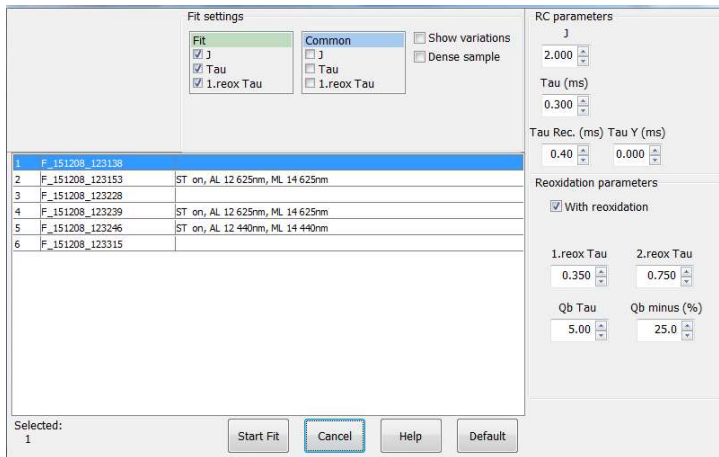 Fit settings
Fit
J
Tau
1.reox Tau
Common
J
Tau
1.reox Tau
Show variations
Dense sample
1 F_151208_123138
2 F_151208_123153 ST on, AL 12 625nm, ML 14 625nm
3 F_151208_123228
4 F_151208_123239 ST on, AL 12 625nm, ML 14 625nm
5 F_151208_123246 ST on, AL 12 440nm, ML 14 440nm
6 F_151208_123315
Selected:
1
Start Fit Cancel Help Default
RC parameters
J
2.000
Tau (ms)
0.300
Tau Rec. (ms) Tau Y (ms)
0.40 0.000
Reoxidation parameters
With reoxidation
1.reox Tau 2.reox Tau
0.350 0.750
Qb Tau Qb minus (%)
5.00 25.0